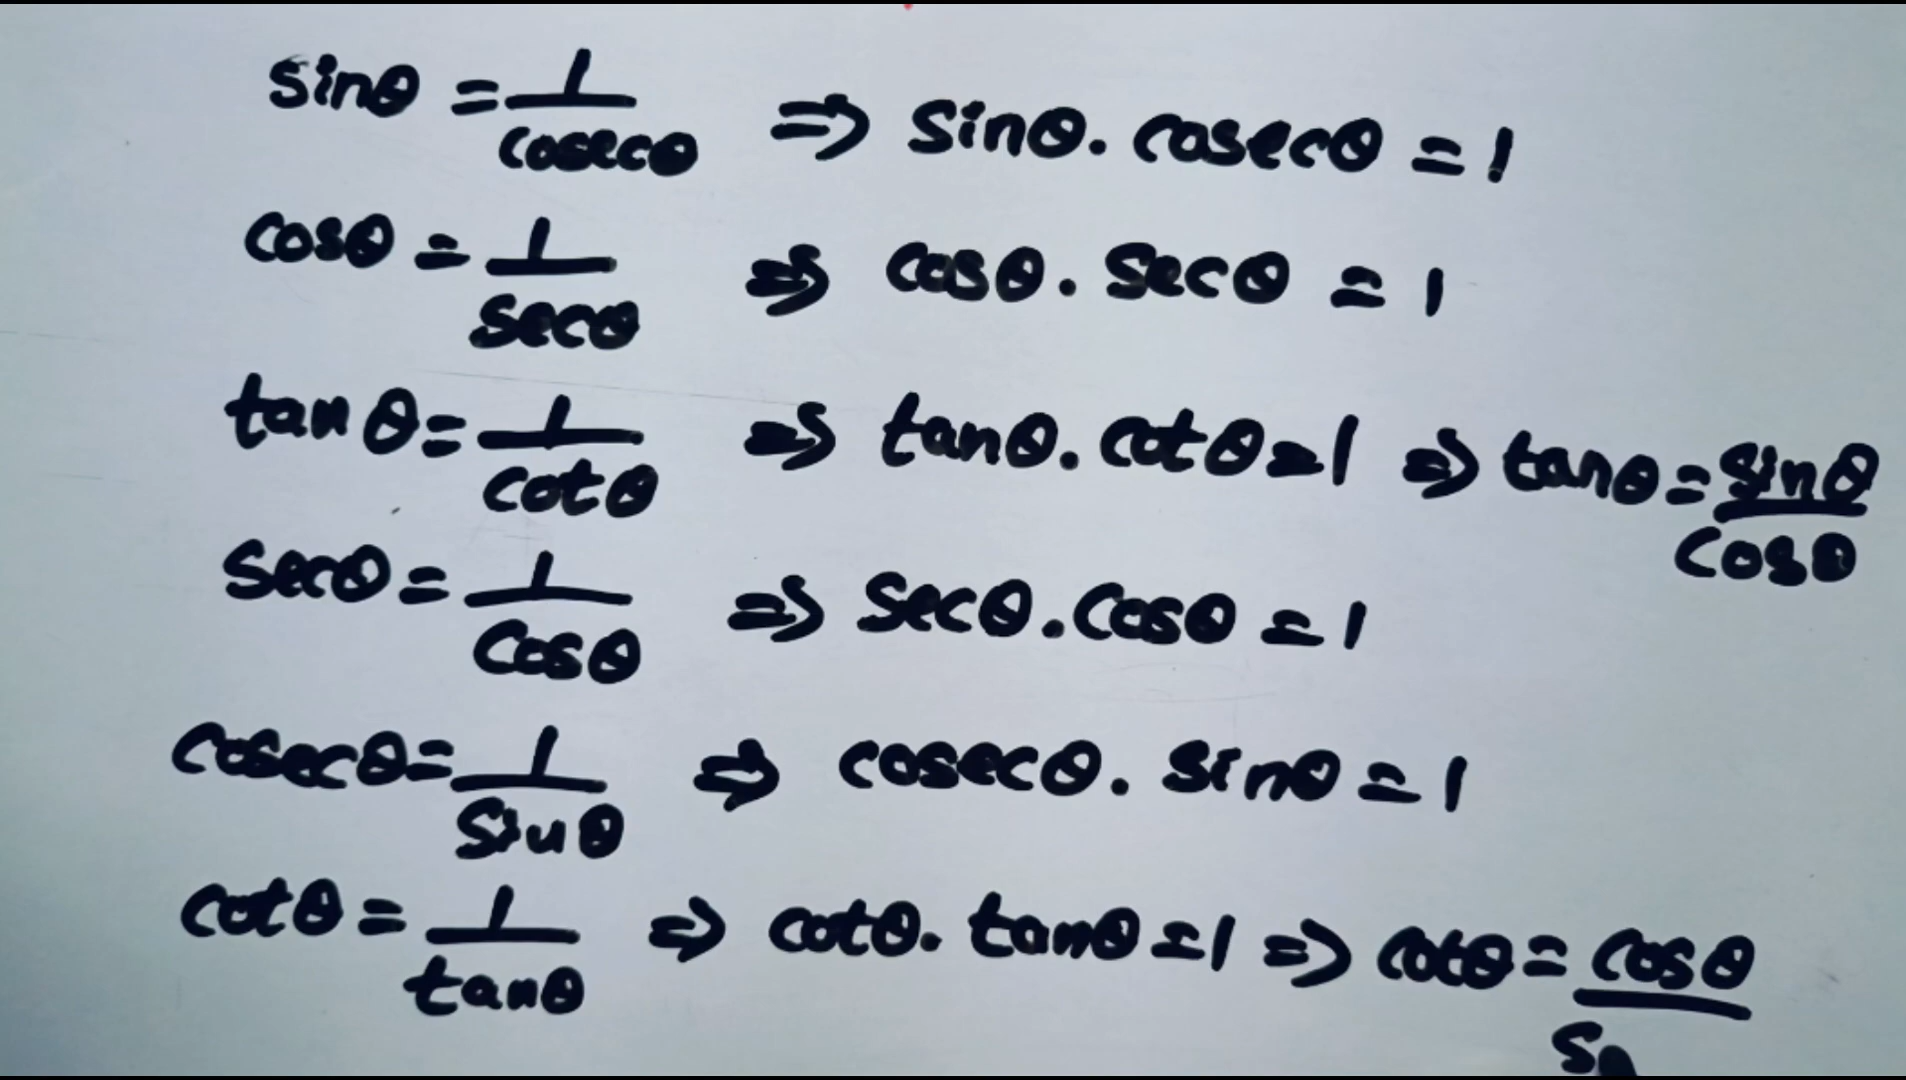 sinθ = 1/cosecθ ⇒ sinθ. cosecθ = 1
cosθ = 1/secθ ⇒ cosθ. secθ = 1
tanθ = 1/cotθ ⇒ tanθ. cotθ = 1 ⇒ tanθ = sinθ/cosθ
secθ = 1/cosθ ⇒ secθ. cosθ = 1
cosecθ = 1/sinθ ⇒ cosecθ. sinθ = 1
cotθ = 1/tanθ ⇒ cotθ. tanθ = 1 ⇒ cotθ = cosθ/